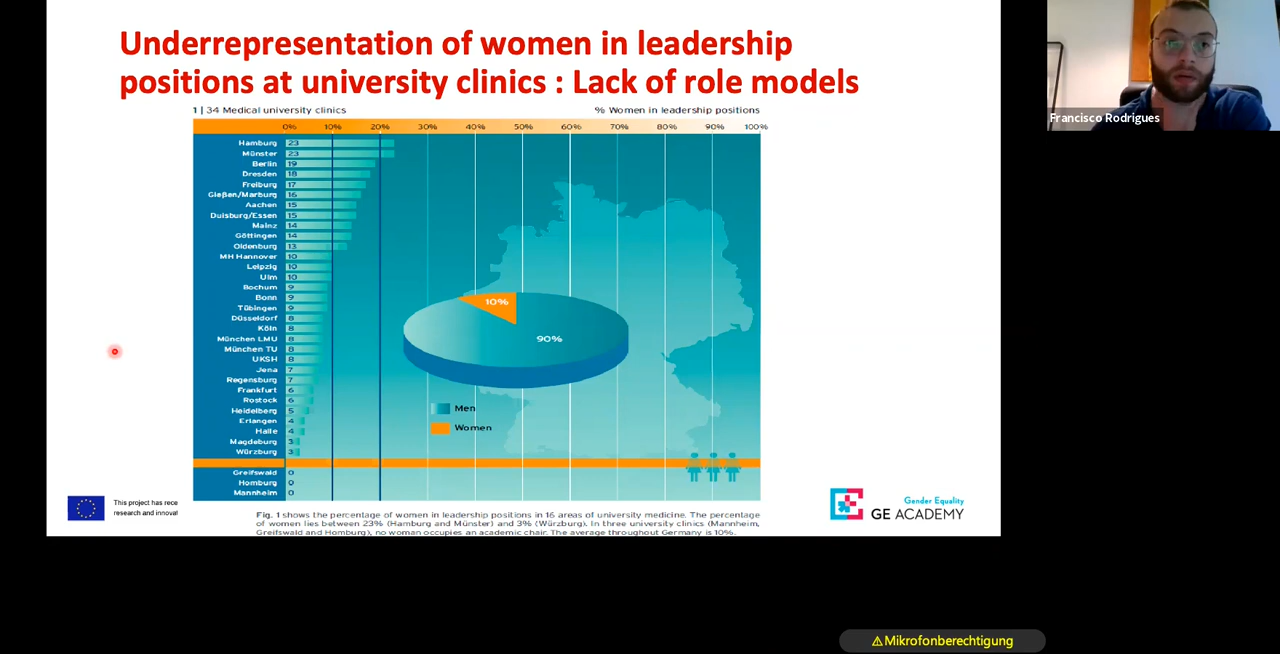 Underrepresentation of women in leadership
positions at university clinics : Lack of role models
1 | 34 Medical university clinics
% Women in leadership positions
0% 10% 20% 30% 40% 50% 60% 70% 80% 90% 100%
Hamburg 23
Münster 23
Berlin 19
Dresden 18
Freiburg 17
Gießen/Marburg 16
Aachen 15
Duisburg/Essen 15
Mainz 14
Göttingen 14
Oldenburg 13
MH Hannover 10
Leipzig 10
Ulm 10
Bochum 9
Bonn 9
Tübingen 9
Düsseldorf 8
Köln 8
München LMU 8
München TU 8
UKSH 8
Jena 7
Regensburg 7
Frankfurt 6
Rostock 6
Heidelberg 5
Erlangen 4
Halle 4
Magdeburg 3
Würzburg 3
Greifswald 0
Homburg 0
Mannheim 0
10%
90%
Men
Women
This project has rece
research and innovat
Fig. 1 shows the percentage of women in leadership positions in 16 areas of university medicine. The percentage
of women lies between 23% (Hamburg and Münster) and 3% (Würzburg). In three university clinics (Mannheim,
Greifswald and Homburg), no woman occupies an academic chair. The average throughout Germany is 10%.
Gender Equality
GE ACADEMY
Francisco Rodrigues
Mikrofonberechtigung